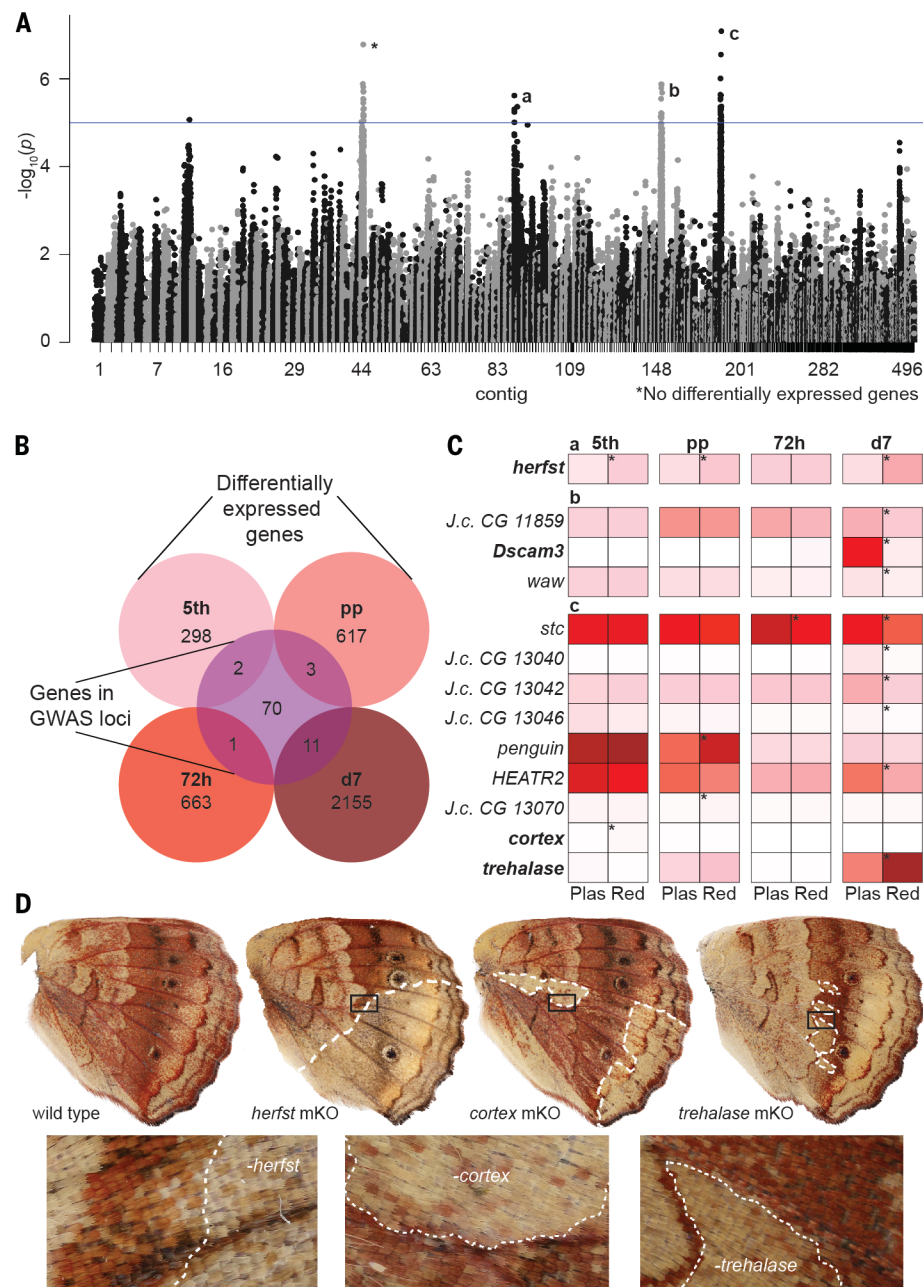 A
*
a
b
c
6
4
2
0
-log10(p)
1 7 16 29 44 63 83 109 148 201 282 496
contig
*No differentially expressed genes
B
Differentially
expressed
genes
5th
298
pp
617
2
3
Genes in
GWAS loci
70
1
11
72h
663
d7
2155
C
a 5th pp 72h d7
herfst * * *
b
J.c. CG 11859 *
Dscam3 *
waw *
c
stc * *
J.c. CG 13040 *
J.c. CG 13042 *
J.c. CG 13046 *
penguin *
HEATR2 *
J.c. CG 13070 *
cortex *
trehalase *
Plas Red Plas Red Plas Red Plas Red
D
wild type
herfst mKO
cortex mKO
trehalase mKO
-herfst
-cortex
-trehalase